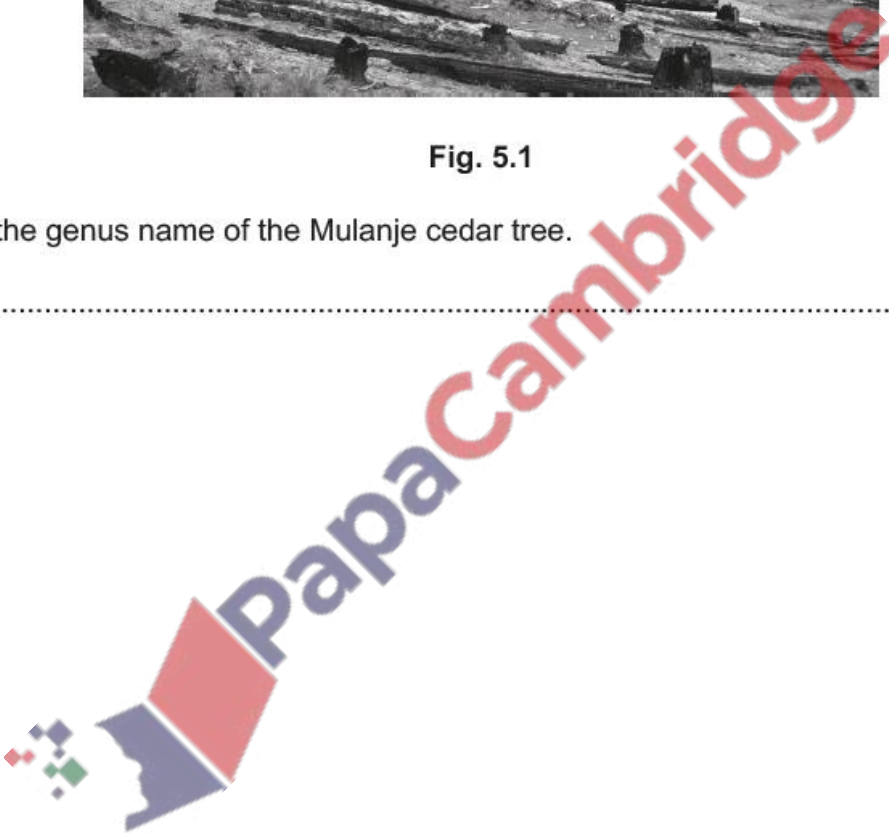 Fig. 5.1
the genus name of the Mulanje cedar tree.
PapaCambridge